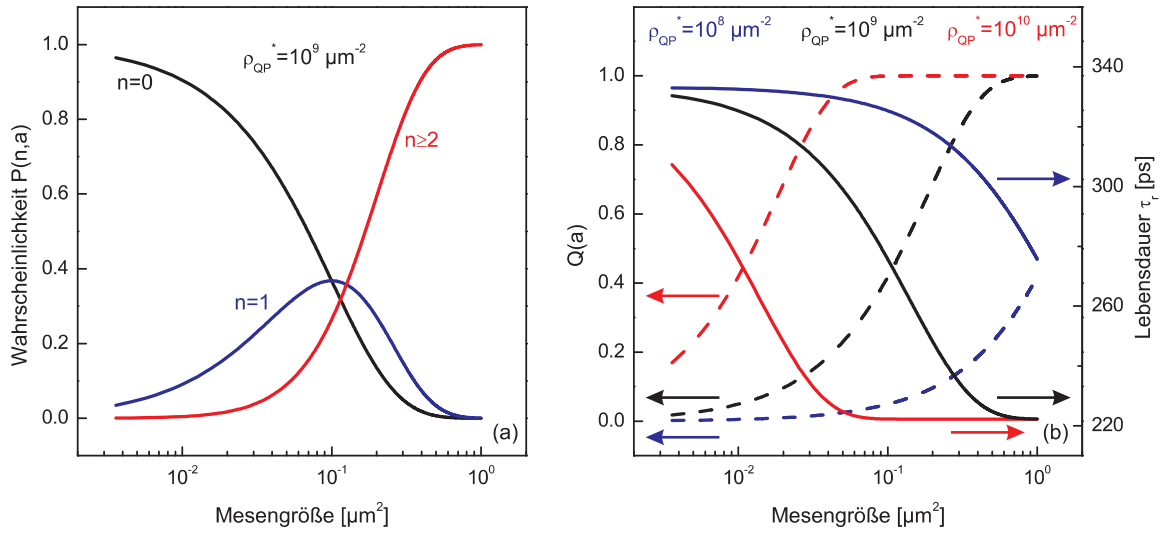 ρQP*=10⁹ µm⁻²
n=0
n≥2
n=1
(a)
1.0
0.8
0.6
0.4
0.2
0.0
Wahrscheinlichkeit P(n,a)
10⁻²
10⁻¹
10⁰
Mesengröße [µm²]
ρQP*=10⁸ µm⁻²
ρQP*=10⁹ µm⁻²
ρQP*=10¹⁰ µm⁻²
1.0
0.8
0.6
0.4
0.2
0.0
Q(a)
340
300
260
220
Lebensdauer τr [ps]
(b)
10⁻²
10⁻¹
10⁰
Mesengröße [µm²]